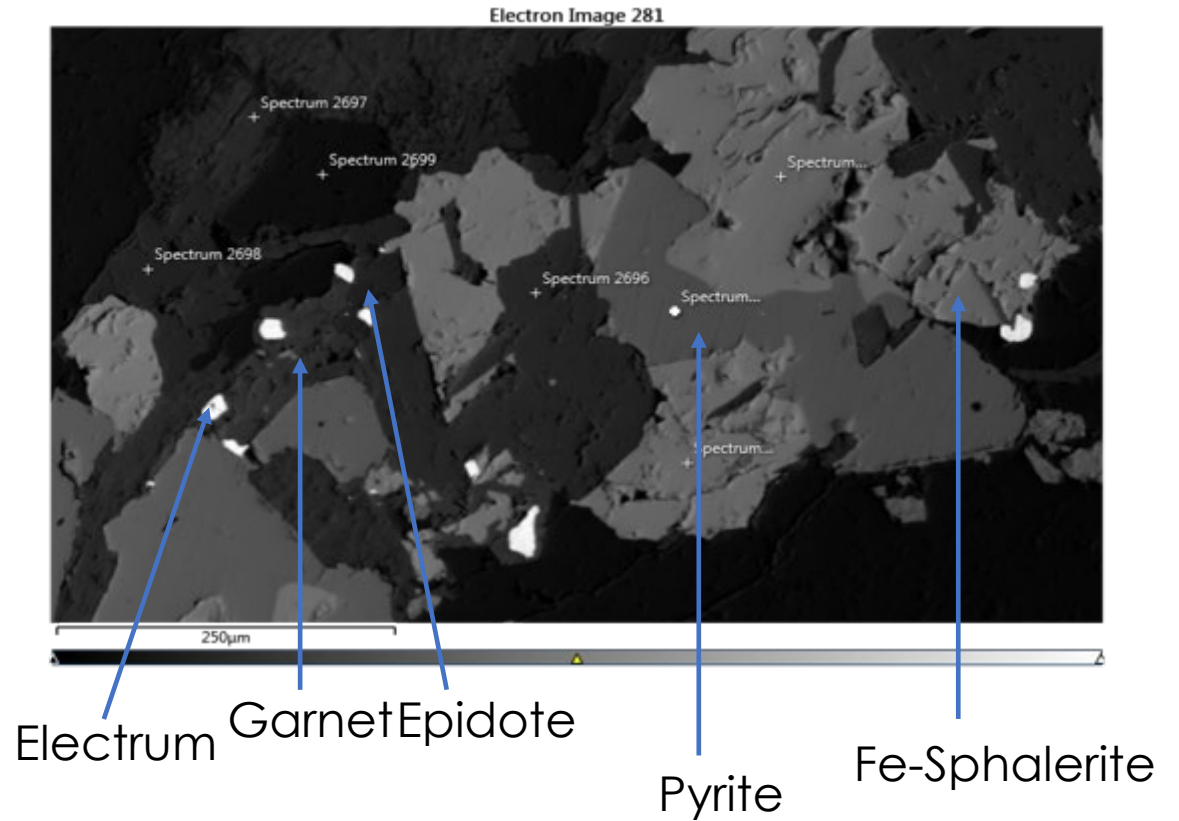 Electron Image 281
Spectrum 2697
Spectrum 2699
Spectrum...
Spectrum 2698
Spectrum 2696
Spectrum...
Spectrum...
250µm
Electrum
Garnet
Epidote
Pyrite
Fe-Sphalerite